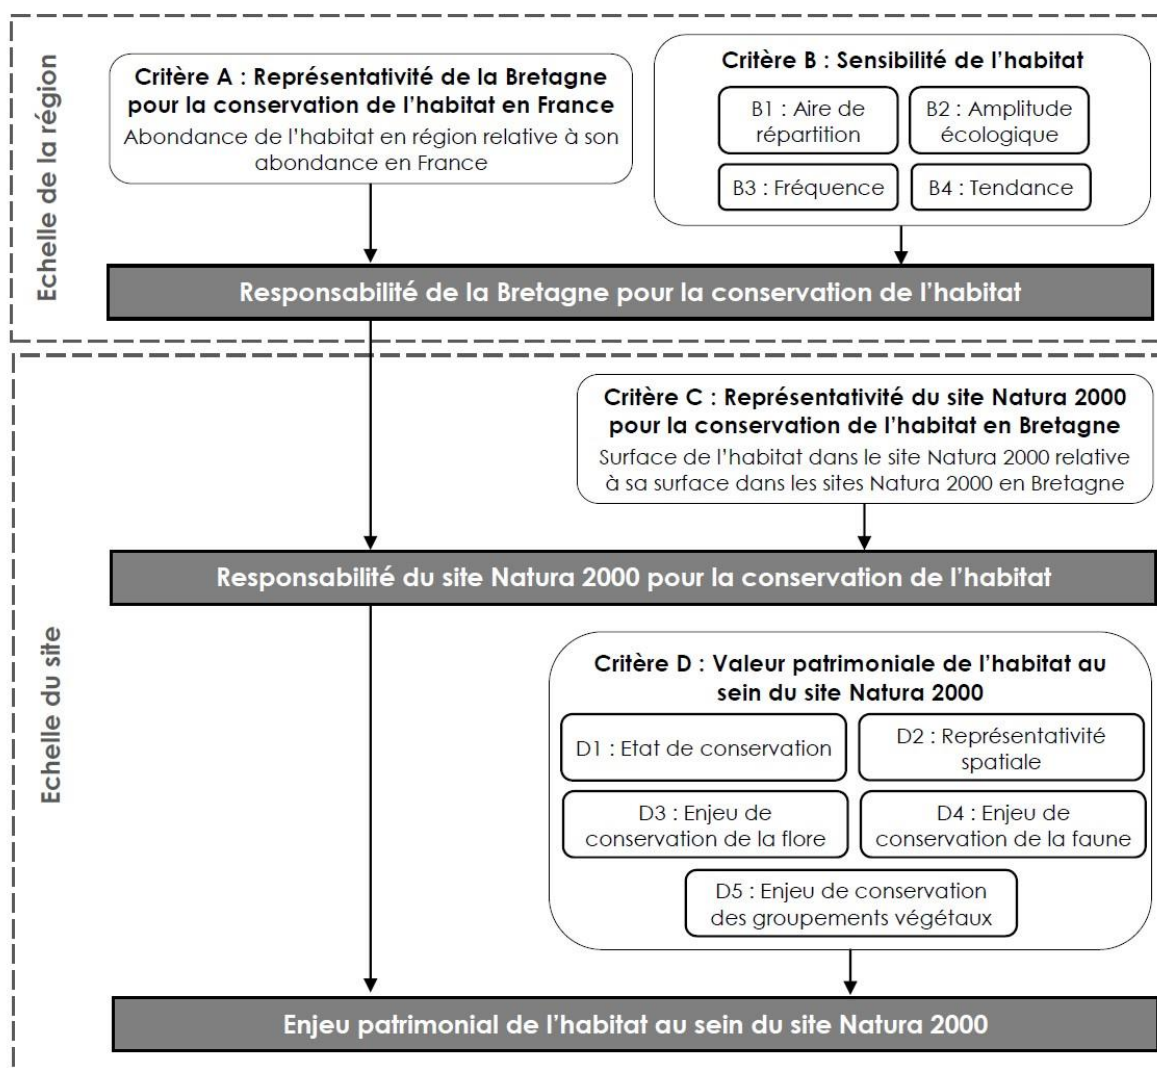 Echelle de la région
Critère A : Représentativité de la Bretagne
pour la conservation de l'habitat en France
Abondance de l'habitat en région relative à son
abondance en France
Critère B : Sensibilité de l'habitat
B1 : Aire de
répartition
B2 : Amplitude
écologique
B3 : Fréquence
B4 : Tendance
Responsabilité de la Bretagne pour la conservation de l'habitat
Echelle du site
Critère C : Représentativité du site Natura 2000
pour la conservation de l'habitat en Bretagne
Surface de l'habitat dans le site Natura 2000 relative
à sa surface dans les sites Natura 2000 en Bretagne
Responsabilité du site Natura 2000 pour la conservation de l'habitat
Critère D : Valeur patrimoniale de l'habitat au
sein du site Natura 2000
D1 : Etat de conservation
D2 : Représentativité
spatiale
D3 : Enjeu de
conservation de la flore
D4 : Enjeu de
conservation de la faune
D5 : Enjeu de conservation
des groupements végétaux
Enjeu patrimonial de l'habitat au sein du site Natura 2000